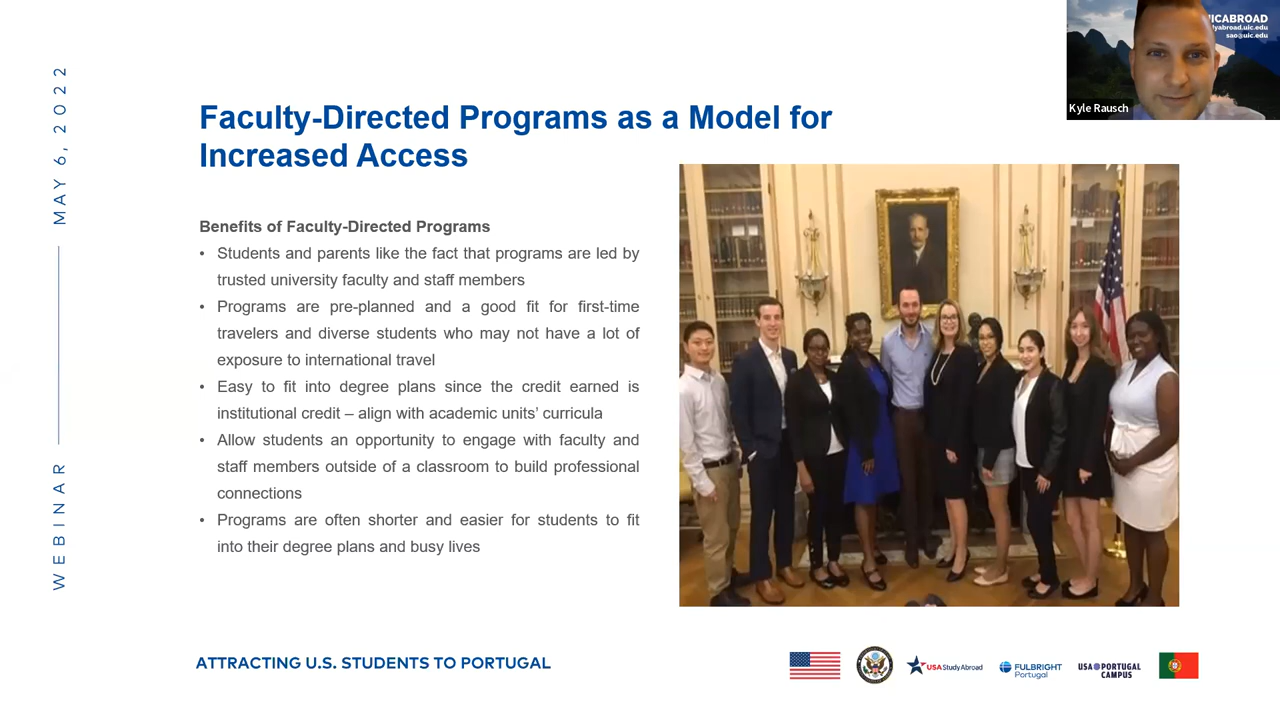 UICABROAD
sao@uic.edu
Kyle Rausch
MAY 6, 2022
WEBINAR
Faculty-Directed Programs as a Model for
Increased Access
Benefits of Faculty-Directed Programs
• Students and parents like the fact that programs are led by
trusted university faculty and staff members
• Programs are pre-planned and a good fit for first-time
travelers and diverse students who may not have a lot of
exposure to international travel
• Easy to fit into degree plans since the credit earned is
institutional credit – align with academic units’ curricula
• Allow students an opportunity to engage with faculty and
staff members outside of a classroom to build professional
connections
• Programs are often shorter and easier for students to fit
into their degree plans and busy lives
ATTRACTING U.S. STUDENTS TO PORTUGAL
USA StudyAbroad
FULBRIGHT
Portugal
USA@PORTUGAL
CAMPUS